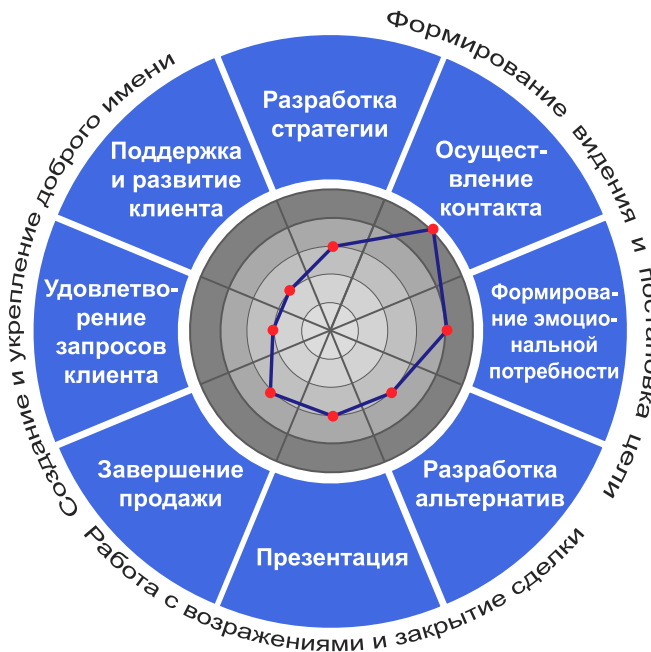 Формирование видения и постановка цели
Разработка
стратегии
Осущест-
вление
контакта
Формирова-
ние эмоцио-
нальной
потребности
Разработка
альтернатив
Презентация
Завершение
продажи
Удовлетво-
рение
запросов
клиента
Поддержка
и развитие
клиента
Работа с возражениями и закрытие сделки
Создание и укрепление доброго имени